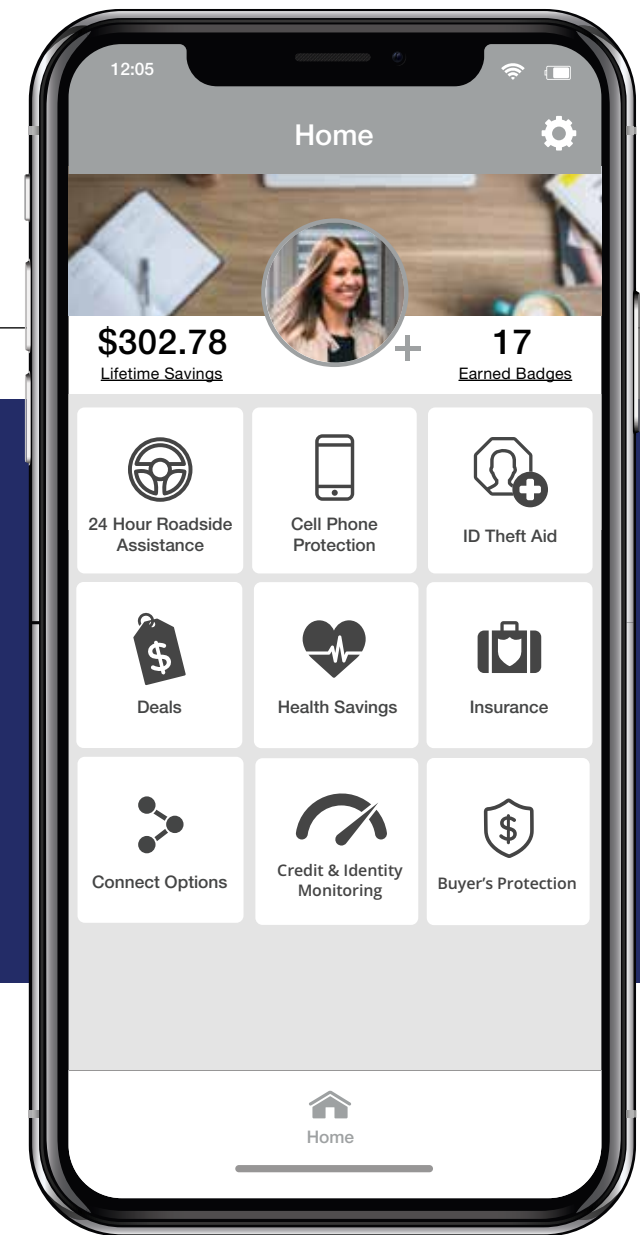 12:05
Home
$302.78
Lifetime Savings
17
Earned Badges
24 Hour Roadside
Assistance
Cell Phone
Protection
ID Theft Aid
$
Deals
Health Savings
Insurance
Connect Options
Credit & Identity
Monitoring
$
Buyer's Protection
Home